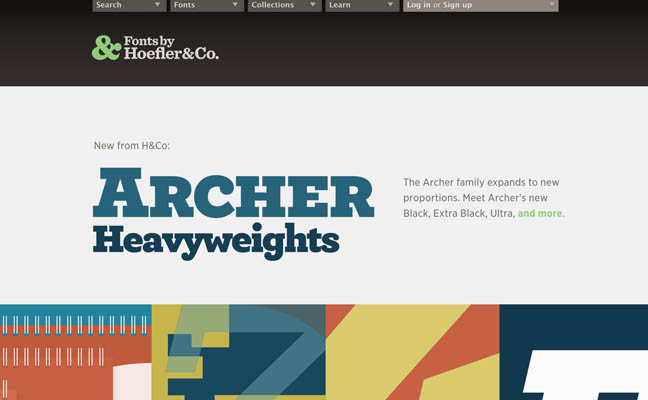 Search
Fonts
Collections
Learn
Log in or Sign up
& Fonts by
Hoefler&Co.
New from H&Co:
ARCHER
Heavyweights
The Archer family expands to new
proportions. Meet Archer's new
Black, Extra Black, Ultra, and more.